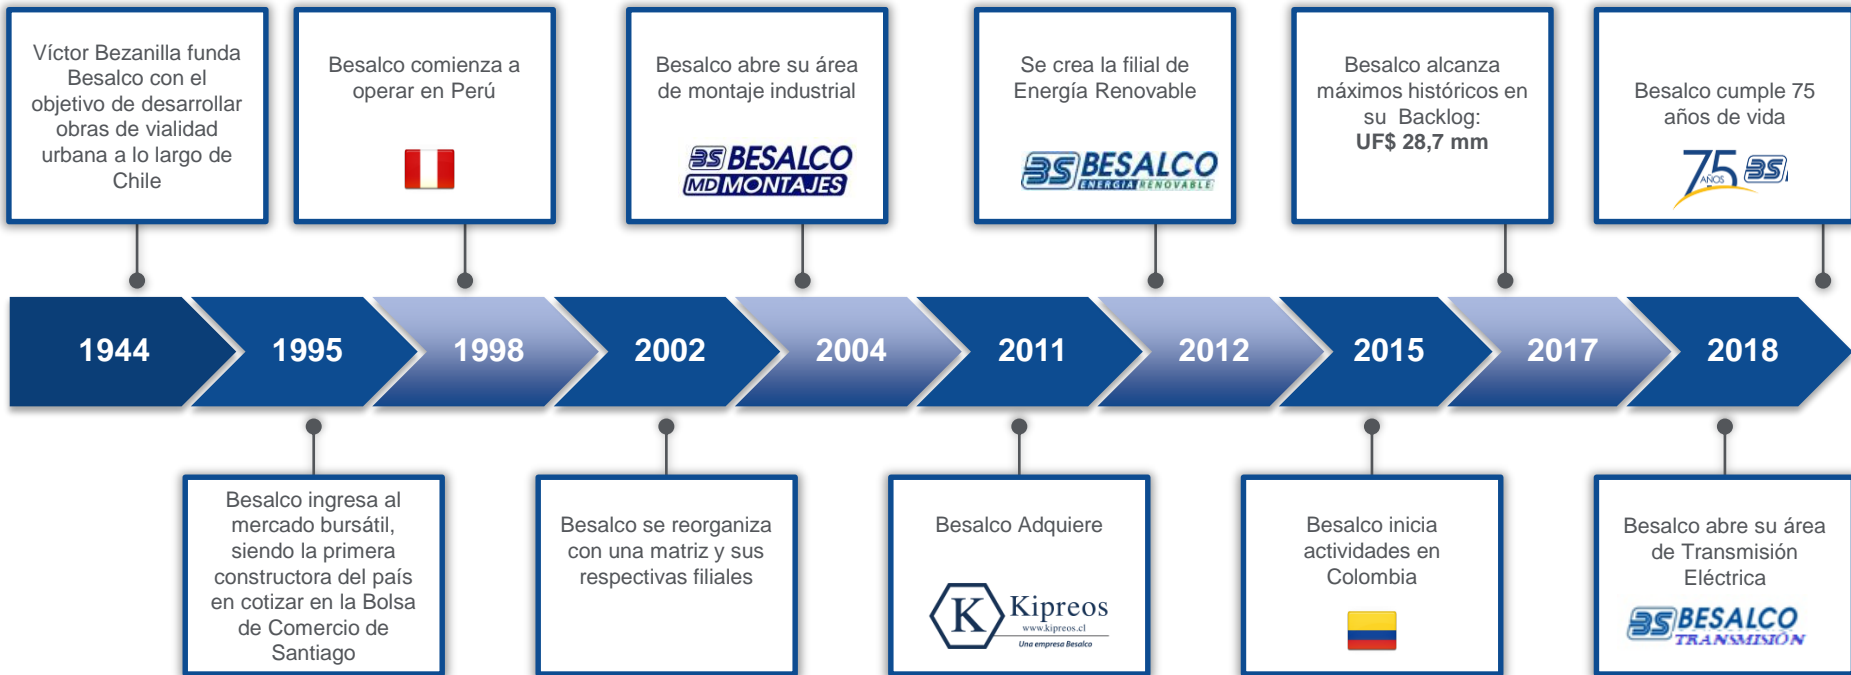 Víctor Bezanilla funda
Besalco con el
objetivo de desarrollar
obras de vialidad
urbana a lo largo de
Chile
Besalco comienza a
operar en Perú
Besalco abre su área
de montaje industrial
BS BESALCO
MD MONTAJES
Se crea la filial de
Energía Renovable
BS BESALCO
ENERGIA RENOVABLE
Besalco alcanza
máximos históricos en
su Backlog:
UF$ 28,7 mm
Besalco cumple 75
años de vida
75 AÑOS BS
1944
1995
1998
2002
2004
2011
2012
2015
2017
2018
Besalco ingresa al
mercado bursátil,
siendo la primera
constructora del país
en cotizar en la Bolsa
de Comercio de
Santiago
Besalco se reorganiza
con una matriz y sus
respectivas filiales
Besalco Adquiere
K Kipreos
www.kipreos.cl
Una empresa Besalco
Besalco inicia
actividades en
Colombia
Besalco abre su área
de Transmisión
Eléctrica
BS BESALCO
TRANSMISIÓN